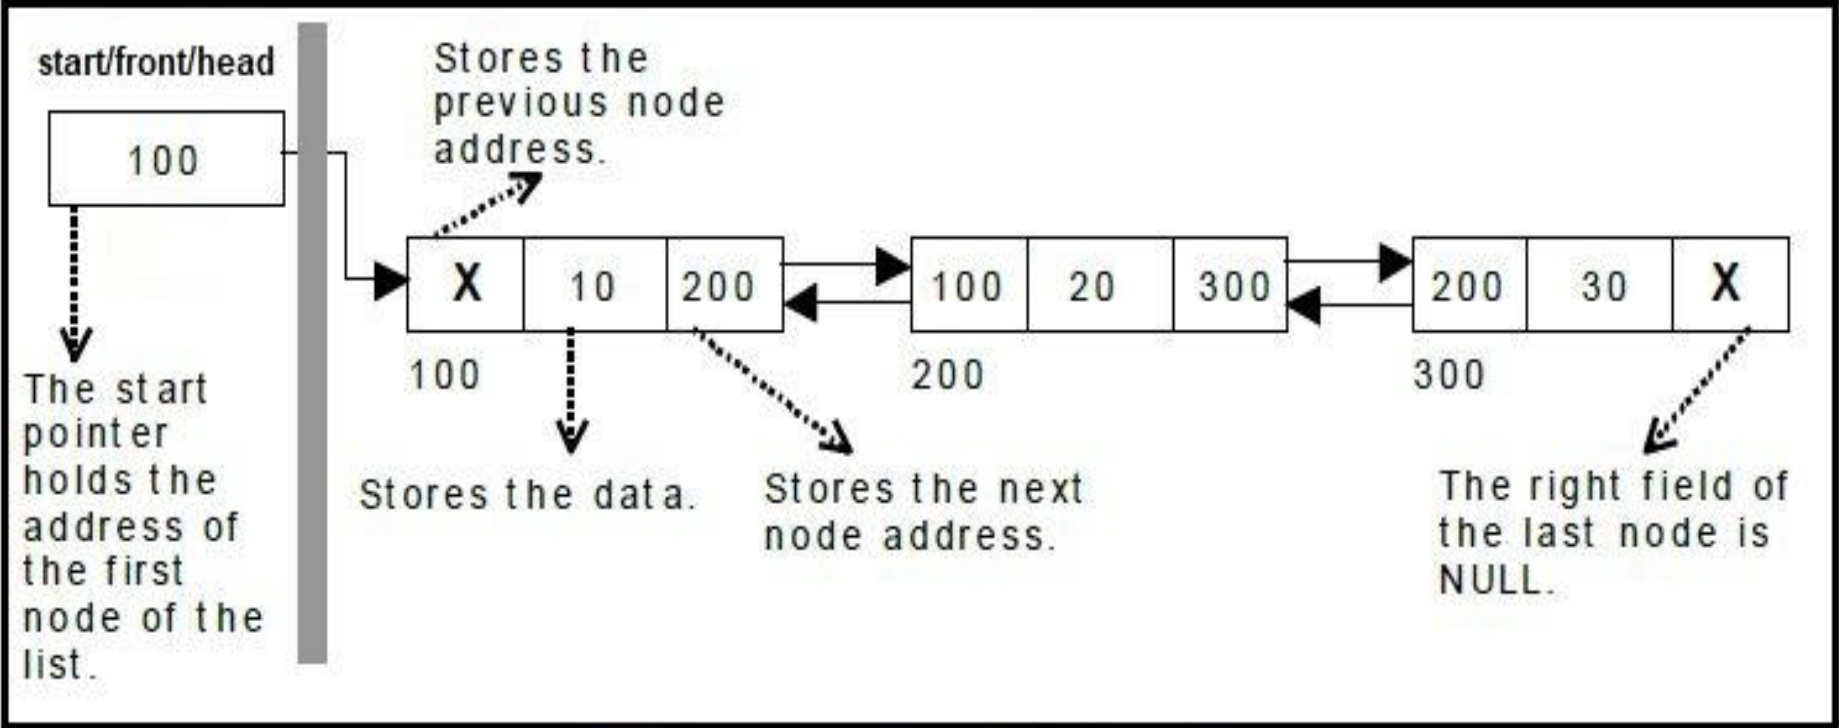 start/front/head
100
The start
pointer
holds the
address of
the first
node of the
list.
Stores the
previous node
address.
X 10 200
100 20 300
200 30 X
100
200
300
Stores the data.
Stores the next
node address.
The right field of
the last node is
NULL.